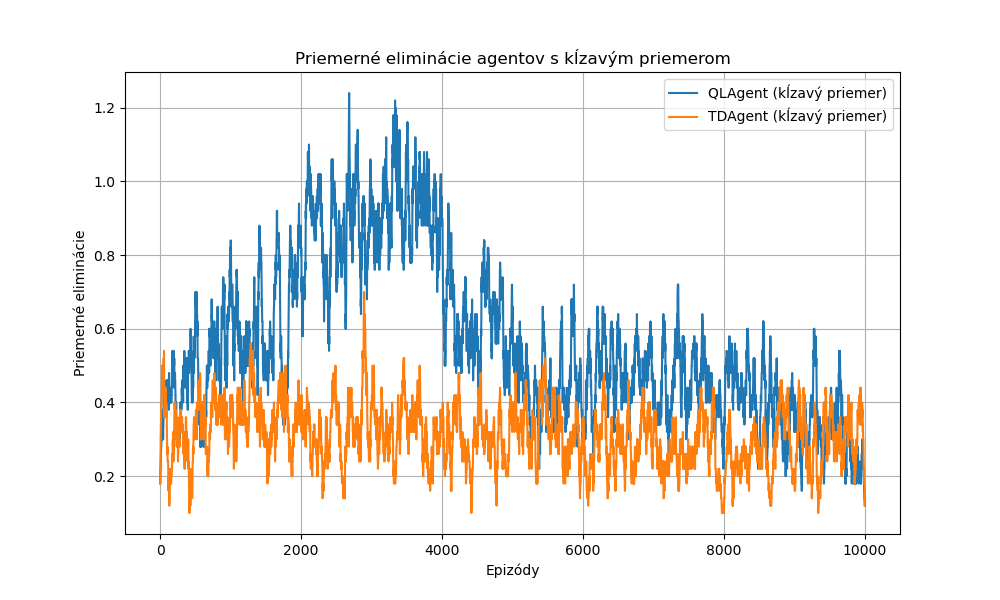 Priemerné eliminácie agentov s kĺzavým priemerom
QLAgent (kĺzavý priemer)
TDAgent (kĺzavý priemer)
Priemerné eliminácie
1.2
1.0
0.8
0.6
0.4
0.2
0
2000
4000
6000
8000
10000
Epizódy